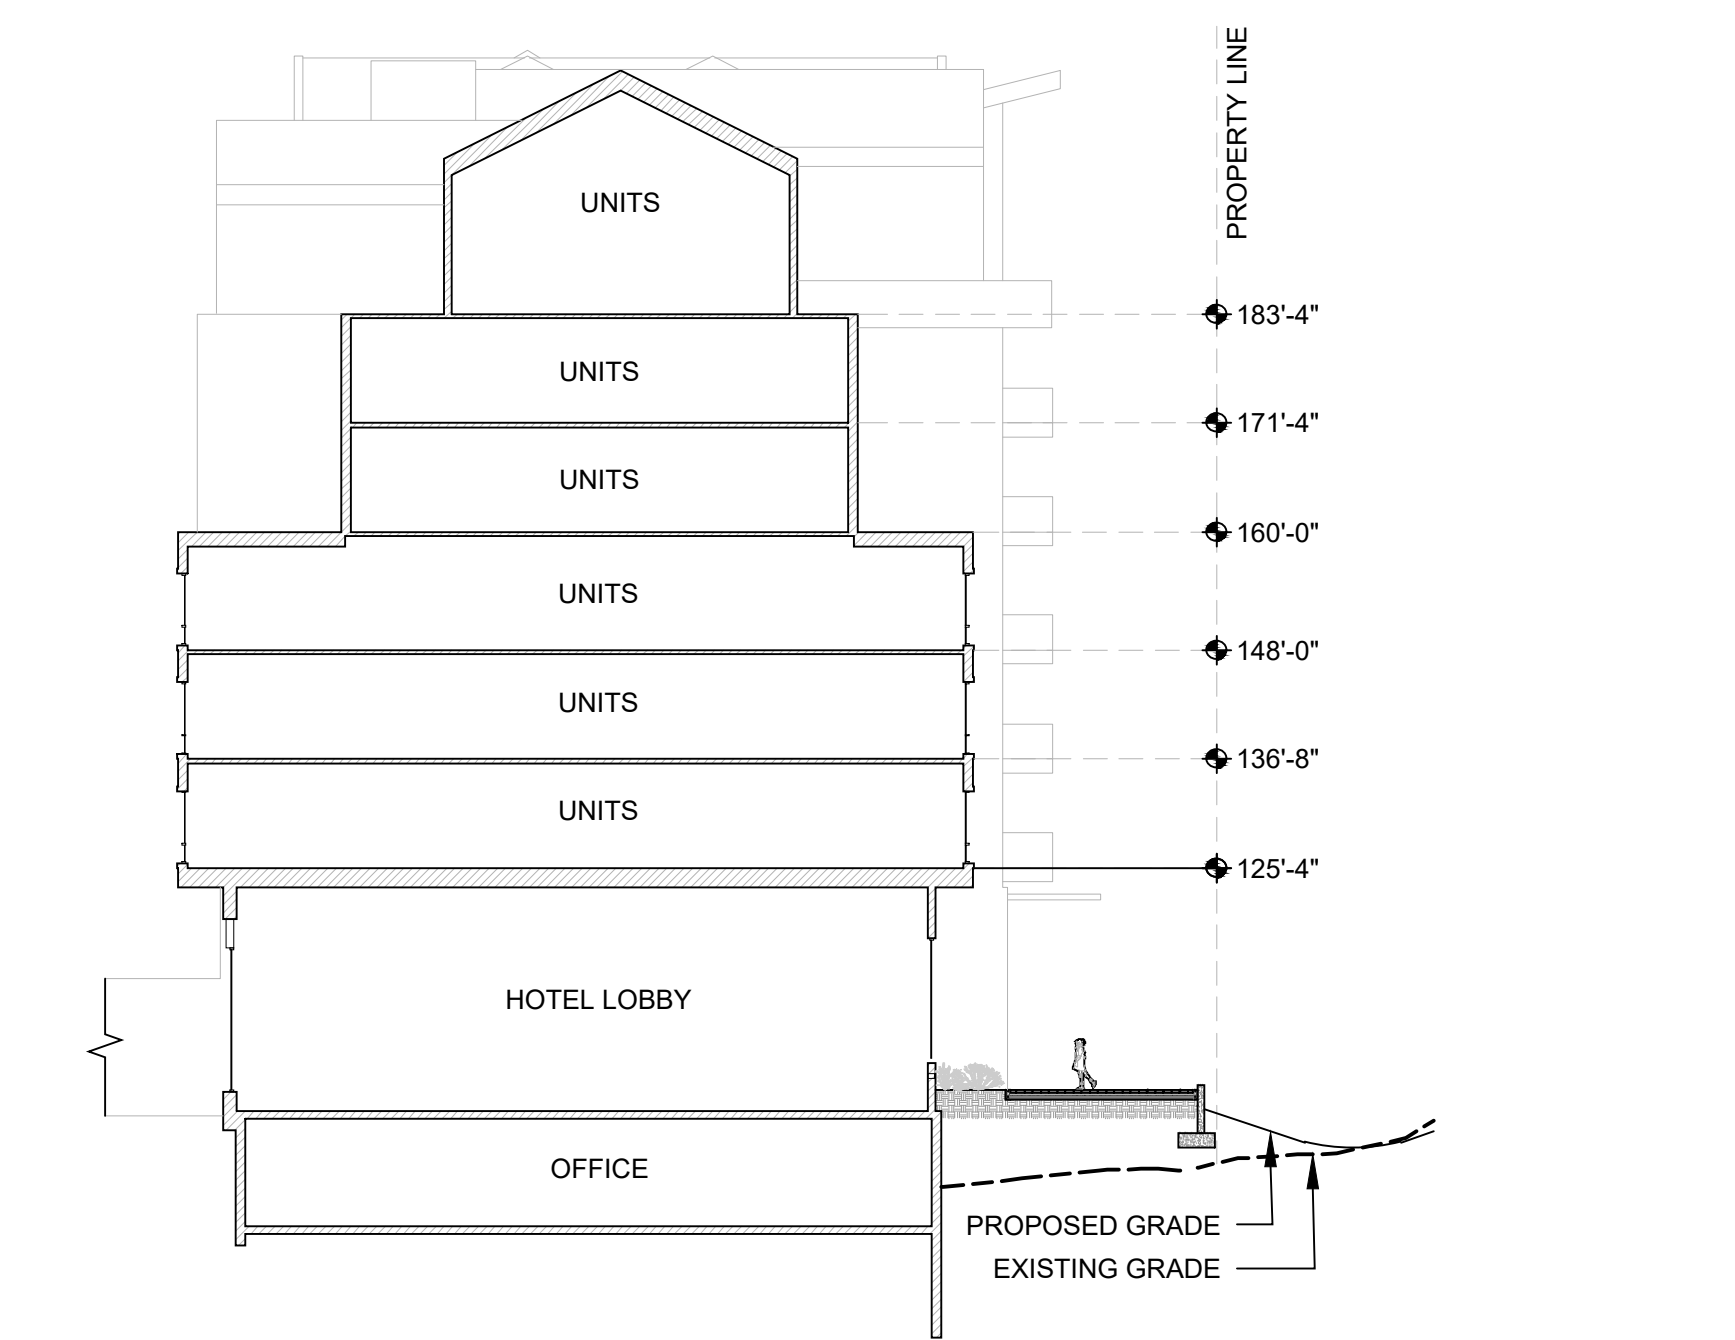 PROPERTY LINE
UNITS
183'-4"
UNITS
171'-4"
UNITS
160'-0"
UNITS
148'-0"
UNITS
136'-8"
UNITS
125'-4"
HOTEL LOBBY
OFFICE
PROPOSED GRADE
EXISTING GRADE